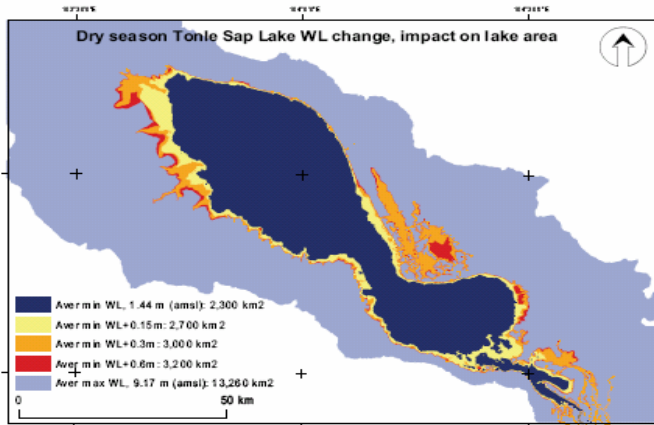 Dry season Tonle Sap Lake WL change, impact on lake area
Aver min WL, 1.44 m (amsl): 2,300 km2
Aver min WL+0.15m: 2,700 km2
Aver min WL+0.3m: 3,000 km2
Aver min WL+0.6m: 3,200 km2
Aver max WL, 9.17 m (amsl): 13,260 km2
0 50 km